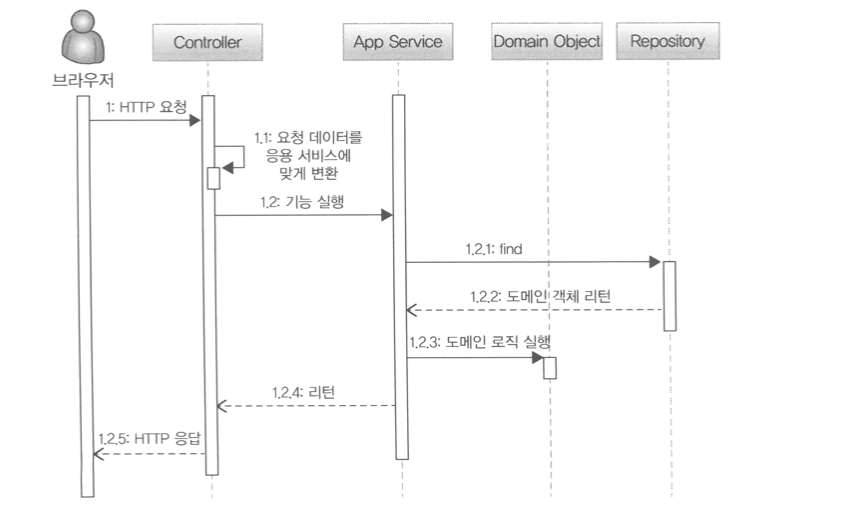 Controller
App Service
Domain Object
Repository
브라우저
1: HTTP 요청
1.1: 요청 데이터를
응용 서비스에
맞게 변환
1.2: 기능 실행
1.2.1: find
1.2.2: 도메인 객체 리턴
1.2.3: 도메인 로직 실행
1.2.4: 리턴
1.2.5: HTTP 응답